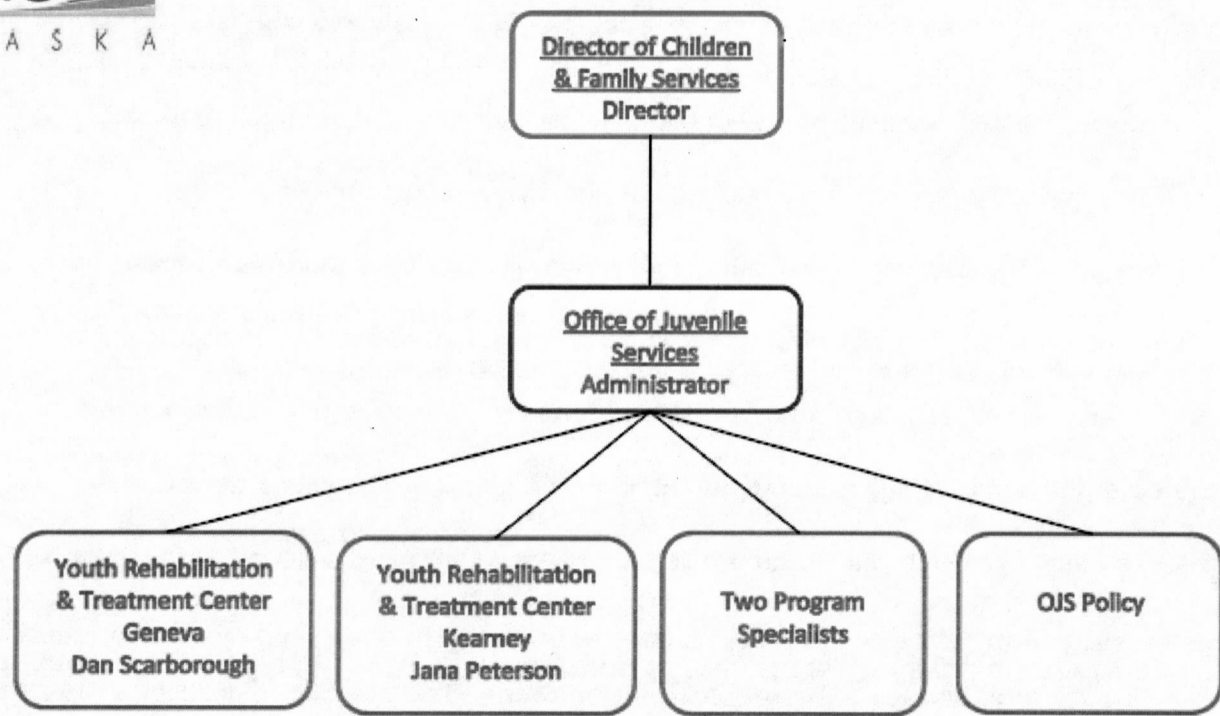 A S K A
Director of Children
& Family Services
Director
Office of Juvenile
Services
Administrator
Youth Rehabilitation
& Treatment Center
Geneva
Dan Scarborough
Youth Rehabilitation
& Treatment Center
Kearney
Jana Peterson
Two Program
Specialists
OJS Policy